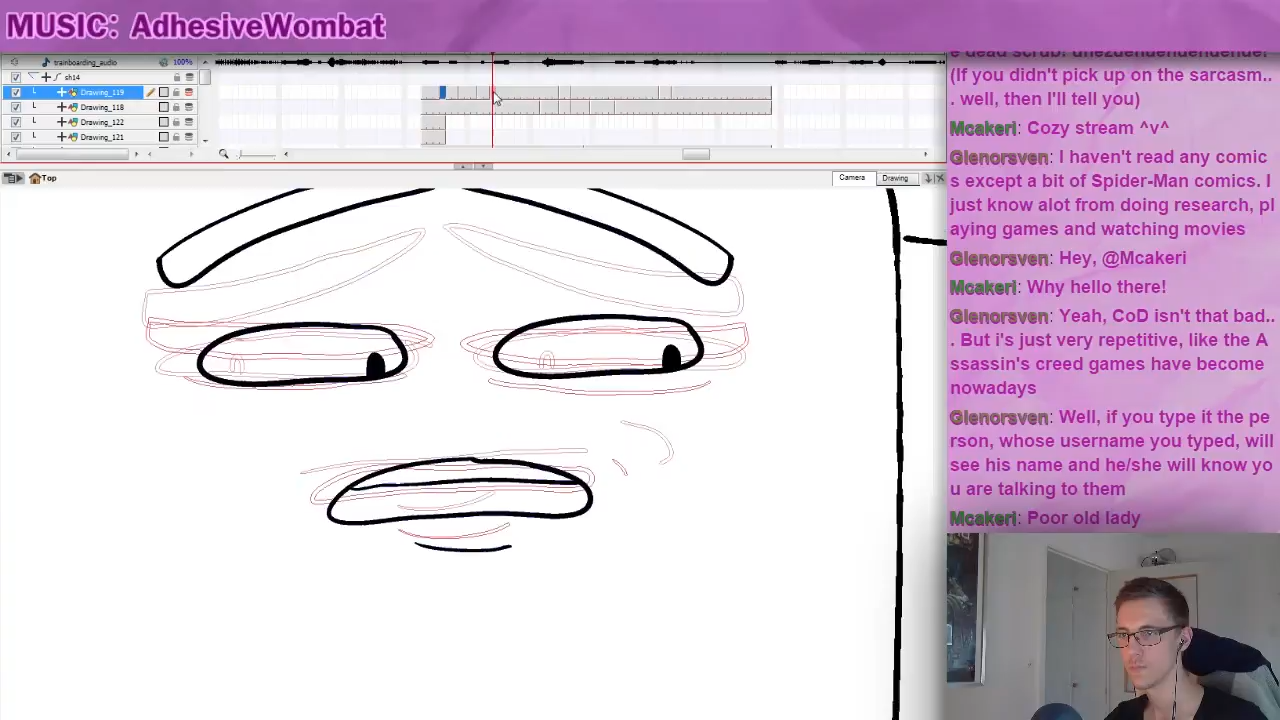 MUSIC: AdhesiveWombat
trainboarding_audio
100%
sh14
Drawing_119
Drawing_118
Drawing_122
Drawing_121
Top
Camera
Drawing
(If you didn't pick up on the sarcasm..
. well, then I'll tell you)
Mcakeri: Cozy stream ^v^
Glenorsven: I haven't read any comic
s except a bit of Spider-Man comics. I
just know alot from doing research, pl
aying games and watching movies
Glenorsven: Hey, @Mcakeri
Mcakeri: Why hello there!
Glenorsven: Yeah, CoD isn't that bad..
. But i's just very repetitive, like the A
ssassin's creed games have become
nowadays
Glenorsven: Well, if you type it the pe
rson, whose username you typed, will
see his name and he/she will know yo
u are talking to them
Mcakeri: Poor old lady